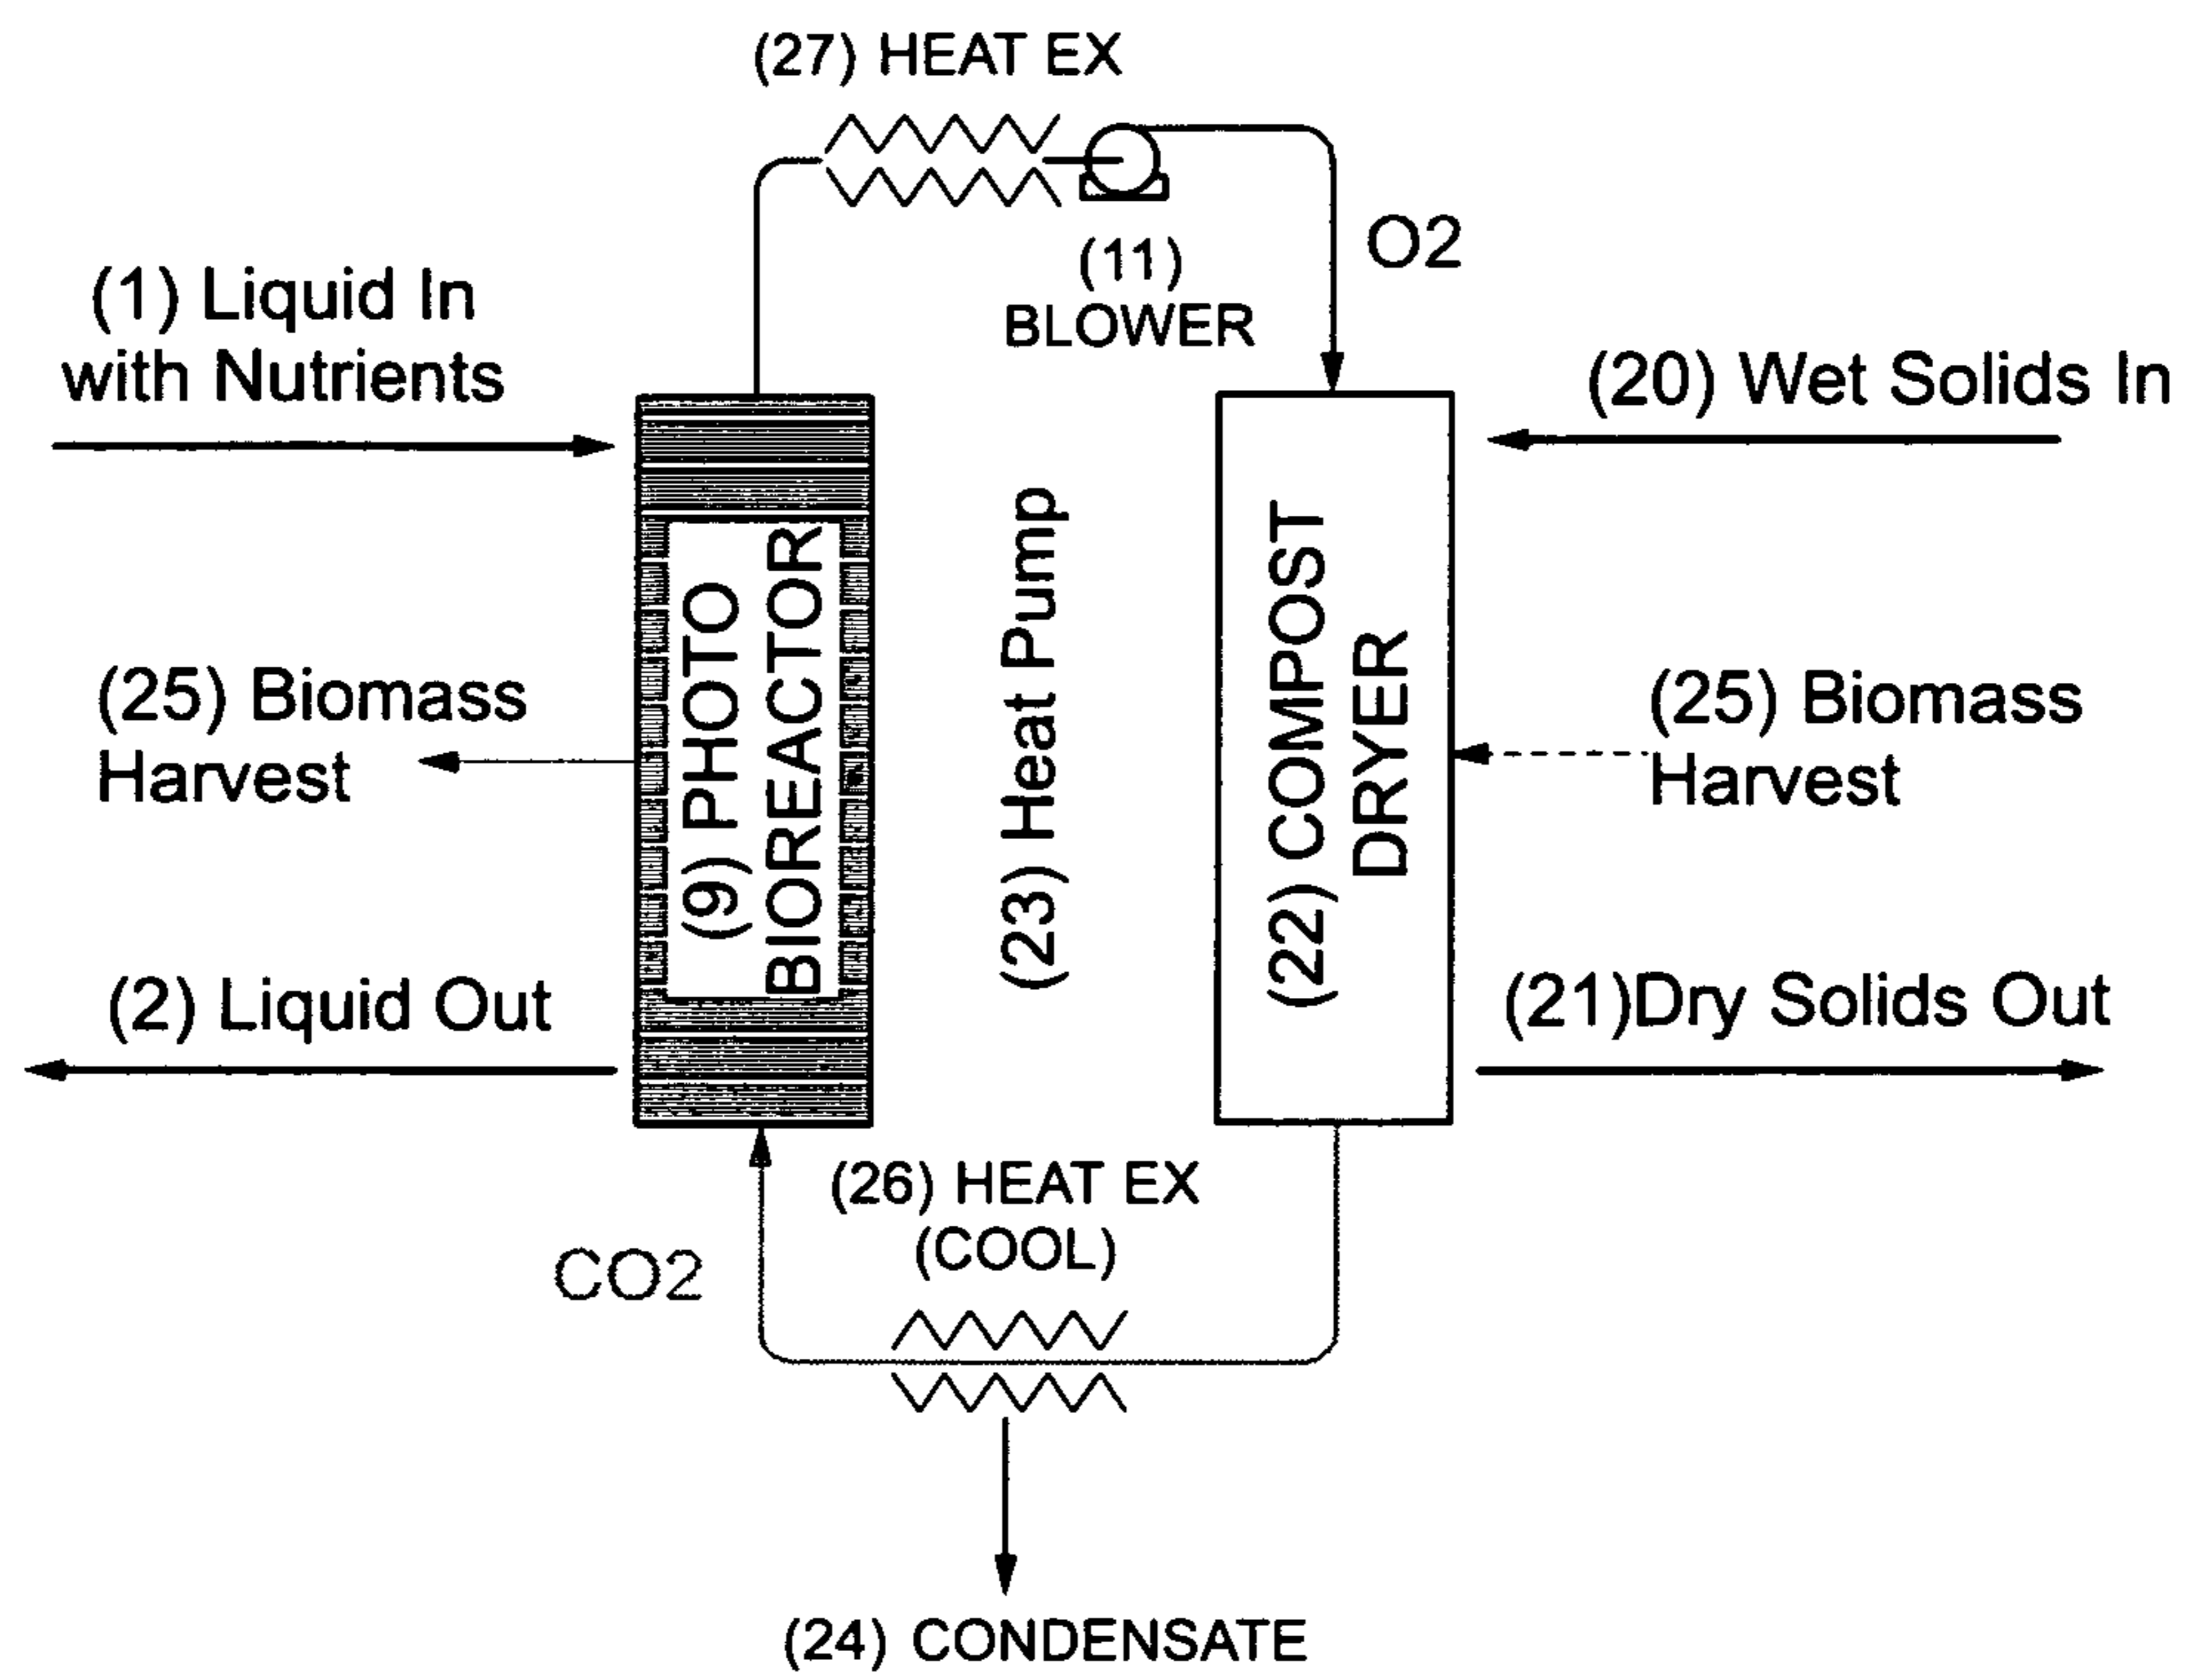 (27) HEAT EX
O2
(11)
BLOWER
(1) Liquid In
with Nutrients
(20) Wet Solids In
(9) PHOTO
BIOREACTOR
(23) Heat Pump
(22) COMPOST
DRYER
(25) Biomass
Harvest
(25) Biomass
Harvest
(2) Liquid Out
(21)Dry Solids Out
(26) HEAT EX
(COOL)
CO2
(24) CONDENSATE